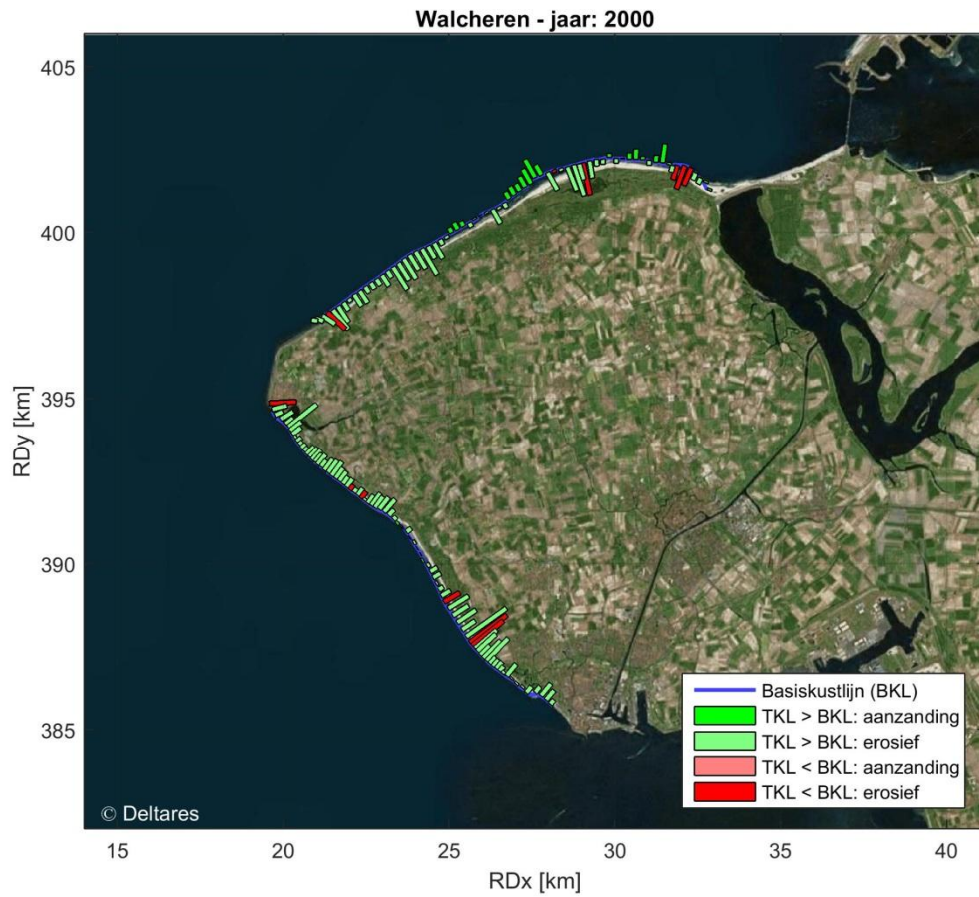 Walcheren - jaar: 2000
405
400
395
390
385
RDy [km]
Basiskustlijn (BKL)
TKL > BKL: aanzanding
TKL > BKL: erosief
TKL < BKL: aanzanding
TKL < BKL: erosief
© Deltares
15 20 25 30 35 40
RDx [km]